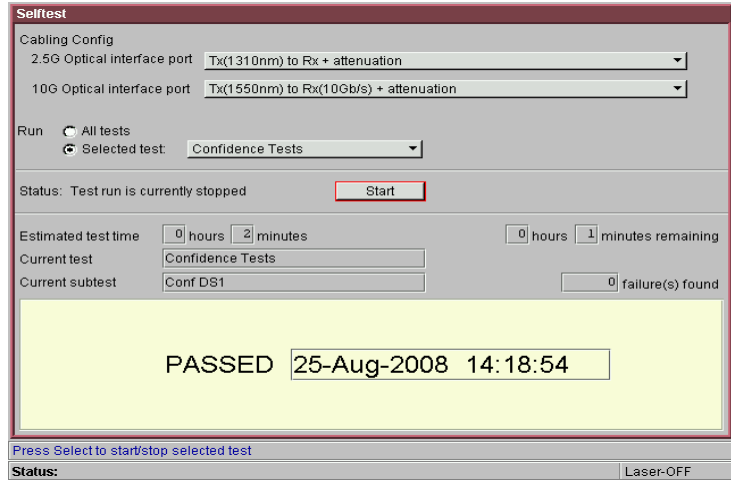 Selftest
Cabling Config
2.5G Optical interface port Tx(1310nm) to Rx + attenuation
10G Optical interface port Tx(1550nm) to Rx(10Gb/s) + attenuation
Run All tests
Selected test: Confidence Tests
Status: Test run is currently stopped Start
Estimated test time 0 hours 2 minutes 0 hours 1 minutes remaining
Current test Confidence Tests
Current subtest Conf DS1 0 failure(s) found
PASSED 25-Aug-2008 14:18:54
Press Select to start/stop selected test
Status: Laser-OFF